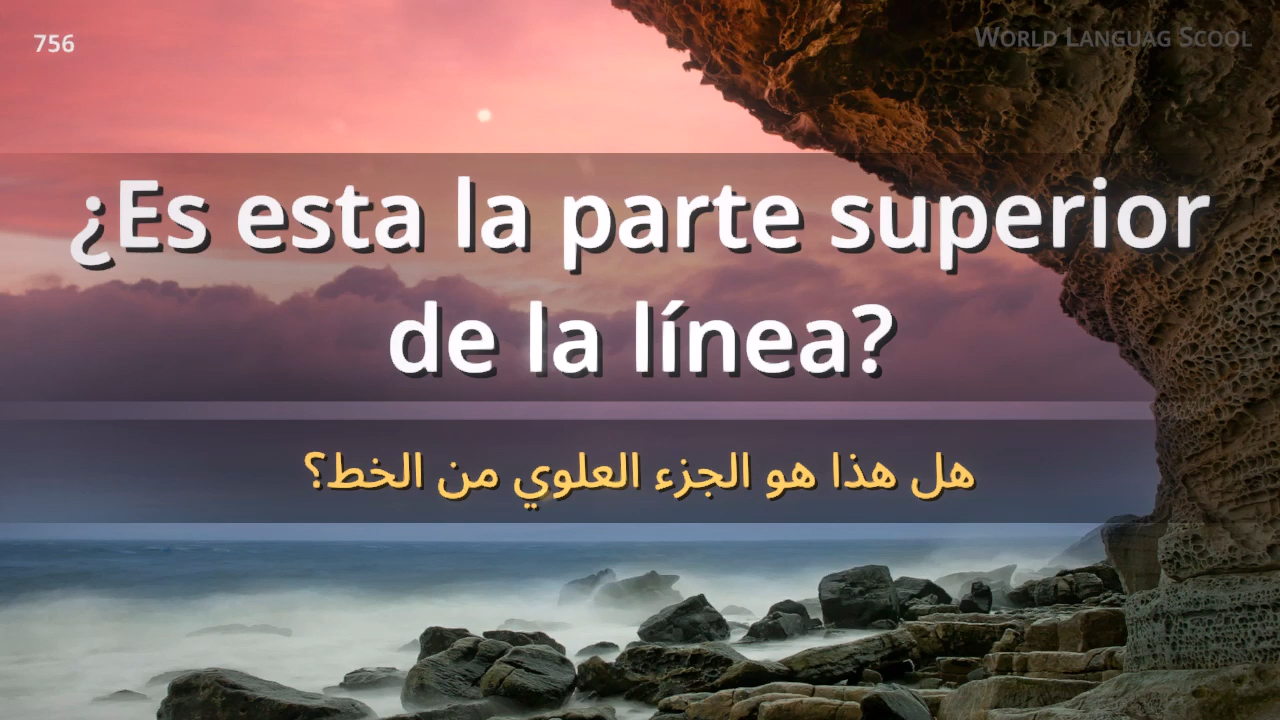 756
World Languag Scool
¿Es esta la parte superior
de la línea?
هل هذا هو الجزء العلوي من الخط؟